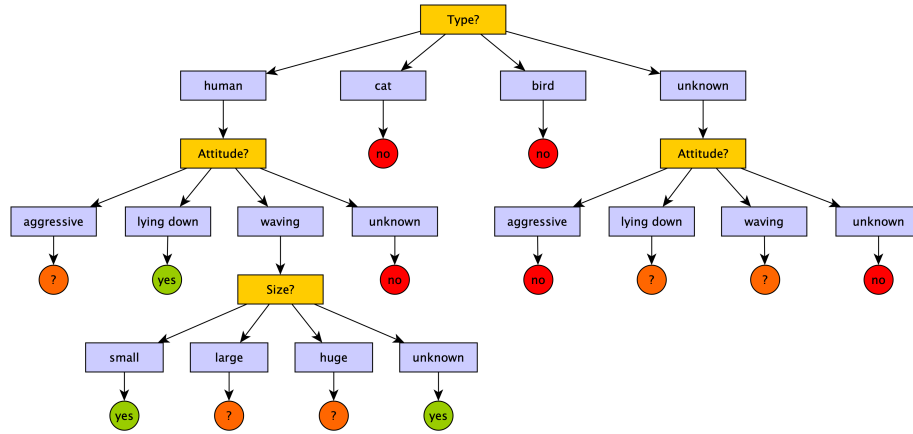 Type?
human
cat
bird
unknown
Attitude?
no
no
Attitude?
aggressive
lying down
waving
unknown
aggressive
lying down
waving
unknown
?
yes
no
no
?
?
no
Size?
small
large
huge
unknown
yes
?
?
yes